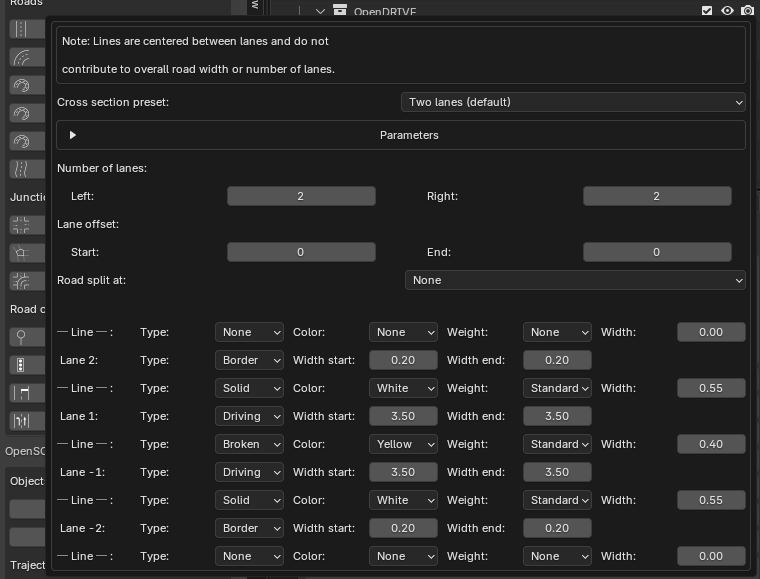 Roads
OpenDRIVE
Note: Lines are centered between lanes and do not
contribute to overall road width or number of lanes.
Cross section preset: Two lanes (default)
Parameters
Number of lanes:
Left: 2 Right: 2
Lane offset:
Start: 0 End: 0
Road split at: None
Line : Type: None Color: None Weight: None Width: 0.00
Lane 2: Type: Border Width start: 0.20 Width end: 0.20
Line : Type: Solid Color: White Weight: Standard Width: 0.55
Lane 1: Type: Driving Width start: 3.50 Width end: 3.50
Line : Type: Broken Color: Yellow Weight: Standard Width: 0.40
Lane -1: Type: Driving Width start: 3.50 Width end: 3.50
Line : Type: Solid Color: White Weight: Standard Width: 0.55
Lane -2: Type: Border Width start: 0.20 Width end: 0.20
Line : Type: None Color: None Weight: None Width: 0.00
Juncti
Road c
OpenSC
Object
Traject